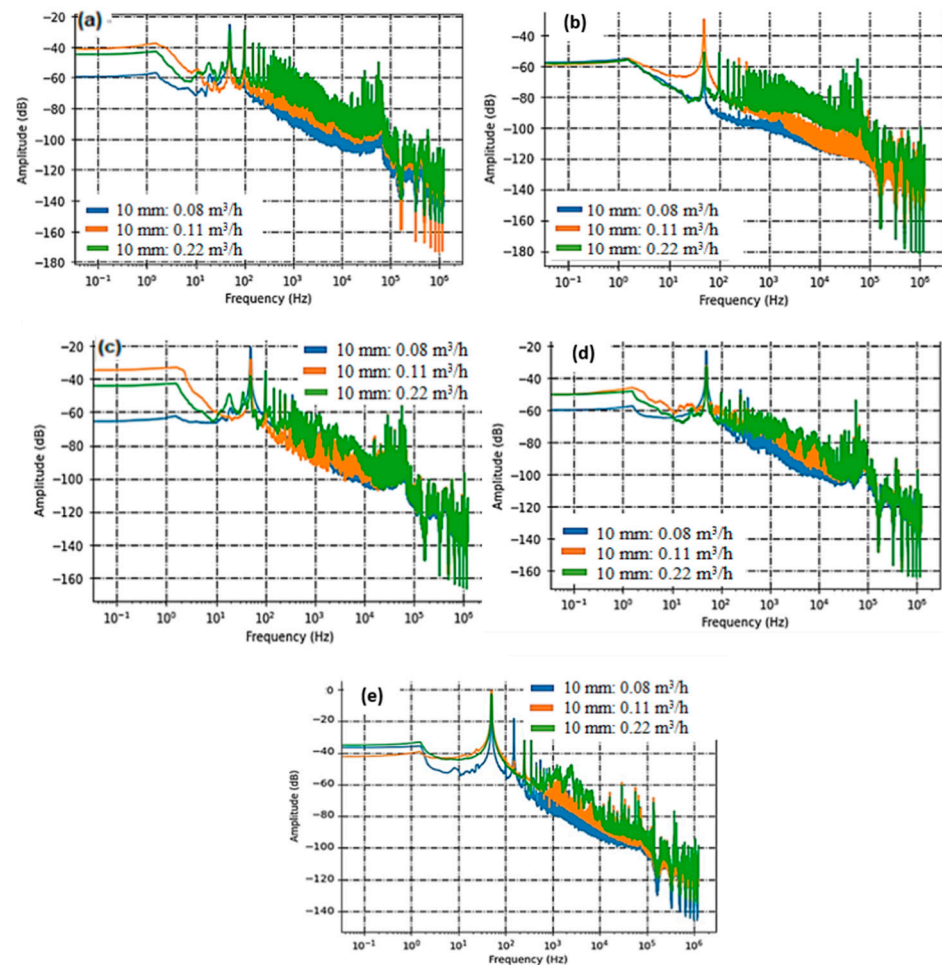 (a)
−20
−40
−60
−80
−100
−120
−140
−160
−180
Amplitude (dB)
10 mm: 0.08 m³/h
10 mm: 0.11 m³/h
10 mm: 0.22 m³/h
10⁻¹ 10⁰ 10¹ 10² 10³ 10⁴ 10⁵ 10⁶
Frequency (Hz)
(b)
−40
−60
−80
−100
−120
−140
−160
−180
Amplitude (dB)
10 mm: 0.08 m³/h
10 mm: 0.11 m³/h
10 mm: 0.22 m³/h
10⁻¹ 10⁰ 10¹ 10² 10³ 10⁴ 10⁵ 10⁶
Frequency (Hz)
(c)
−20
−40
−60
−80
−100
−120
−140
−160
Amplitude (dB)
10 mm: 0.08 m³/h
10 mm: 0.11 m³/h
10 mm: 0.22 m³/h
10⁻¹ 10⁰ 10¹ 10² 10³ 10⁴ 10⁵ 10⁶
Frequency (Hz)
(d)
−20
−40
−60
−80
−100
−120
−140
−160
Amplitude (dB)
10 mm: 0.08 m³/h
10 mm: 0.11 m³/h
10 mm: 0.22 m³/h
10⁻¹ 10⁰ 10¹ 10² 10³ 10⁴ 10⁵ 10⁶
Frequency (Hz)
(e)
0
−20
−40
−60
−80
−100
−120
−140
Amplitude (dB)
10 mm: 0.08 m³/h
10 mm: 0.11 m³/h
10 mm: 0.22 m³/h
10⁻¹ 10⁰ 10¹ 10² 10³ 10⁴ 10⁵ 10⁶
Frequency (Hz)